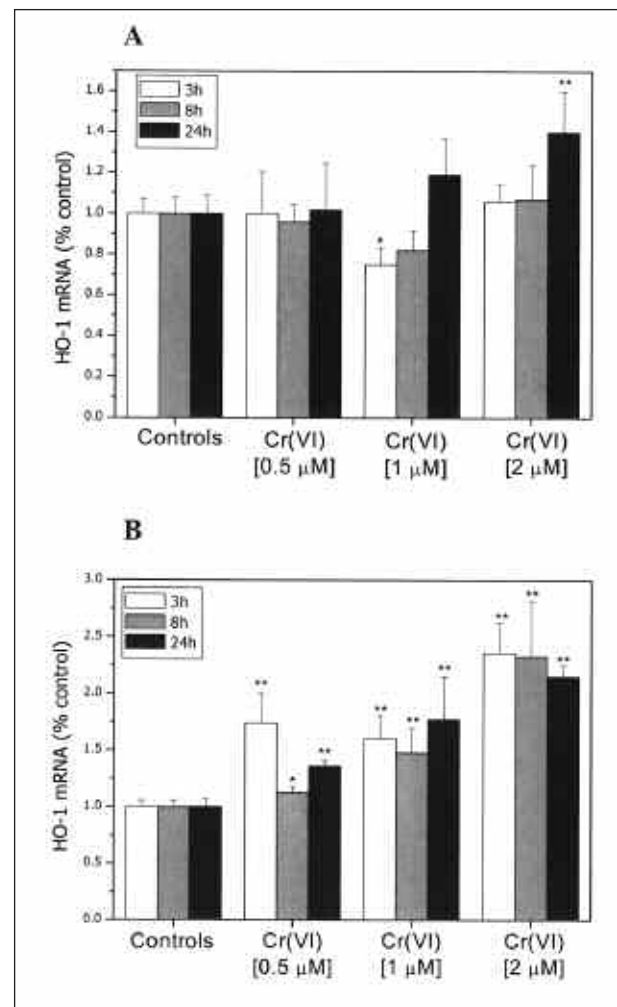 A
HO-1 mRNA (% control)
1.6
1.4
1.2
1.0
0.8
0.6
0.4
0.2
0.0
3h
8h
24h
*
**
Controls
Cr(VI)
[0.5 μM]
Cr(VI)
[1 μM]
Cr(VI)
[2 μM]
B
HO-1 mRNA (% control)
3.0
2.5
2.0
1.5
1.0
0.5
0.0
3h
8h
24h
**
*
**
**
**
**
**
**
**
Controls
Cr(VI)
[0.5 μM]
Cr(VI)
[1 μM]
Cr(VI)
[2 μM]